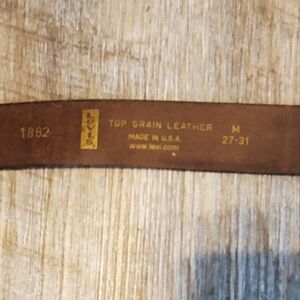 1882
LEVI'S
TOP GRAIN LEATHER
MADE IN U.S.A.
www.levi.com
M
27-31